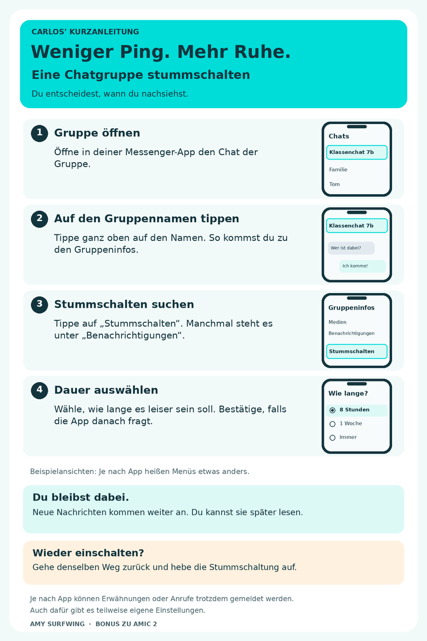 CARLOS’ KURZANLEITUNG
Weniger Ping. Mehr Ruhe.
Eine Chatgruppe stummschalten
Du entscheidest, wann du nachsiehst.
1 Gruppe öffnen
Öffne in deiner Messenger-App den Chat der
Gruppe.
Chats
Klassenchat 7b
Familie
Tom
2 Auf den Gruppennamen tippen
Tippe ganz oben auf den Namen. So kommst du zu
den Gruppeninfos.
Klassenchat 7b
Wer ist dabei?
Ich komme!
3 Stummschalten suchen
Tippe auf „Stummschalten“. Manchmal steht es
unter „Benachrichtigungen“.
Gruppeninfos
Medien
Benachrichtigungen
Stummschalten
4 Dauer auswählen
Wähle, wie lange es leiser sein soll. Bestätige, falls
die App danach fragt.
Wie lange?
8 Stunden
1 Woche
Immer
Beispielansichten: Je nach App heißen Menüs etwas anders.
Du bleibst dabei.
Neue Nachrichten kommen weiter an. Du kannst sie später lesen.
Wieder einschalten?
Gehe denselben Weg zurück und hebe die Stummschaltung auf.
Je nach App können Erwähnungen oder Anrufe trotzdem gemeldet werden.
Auch dafür gibt es teilweise eigene Einstellungen.
AMY SURFWING · BONUS ZU AMIC 2